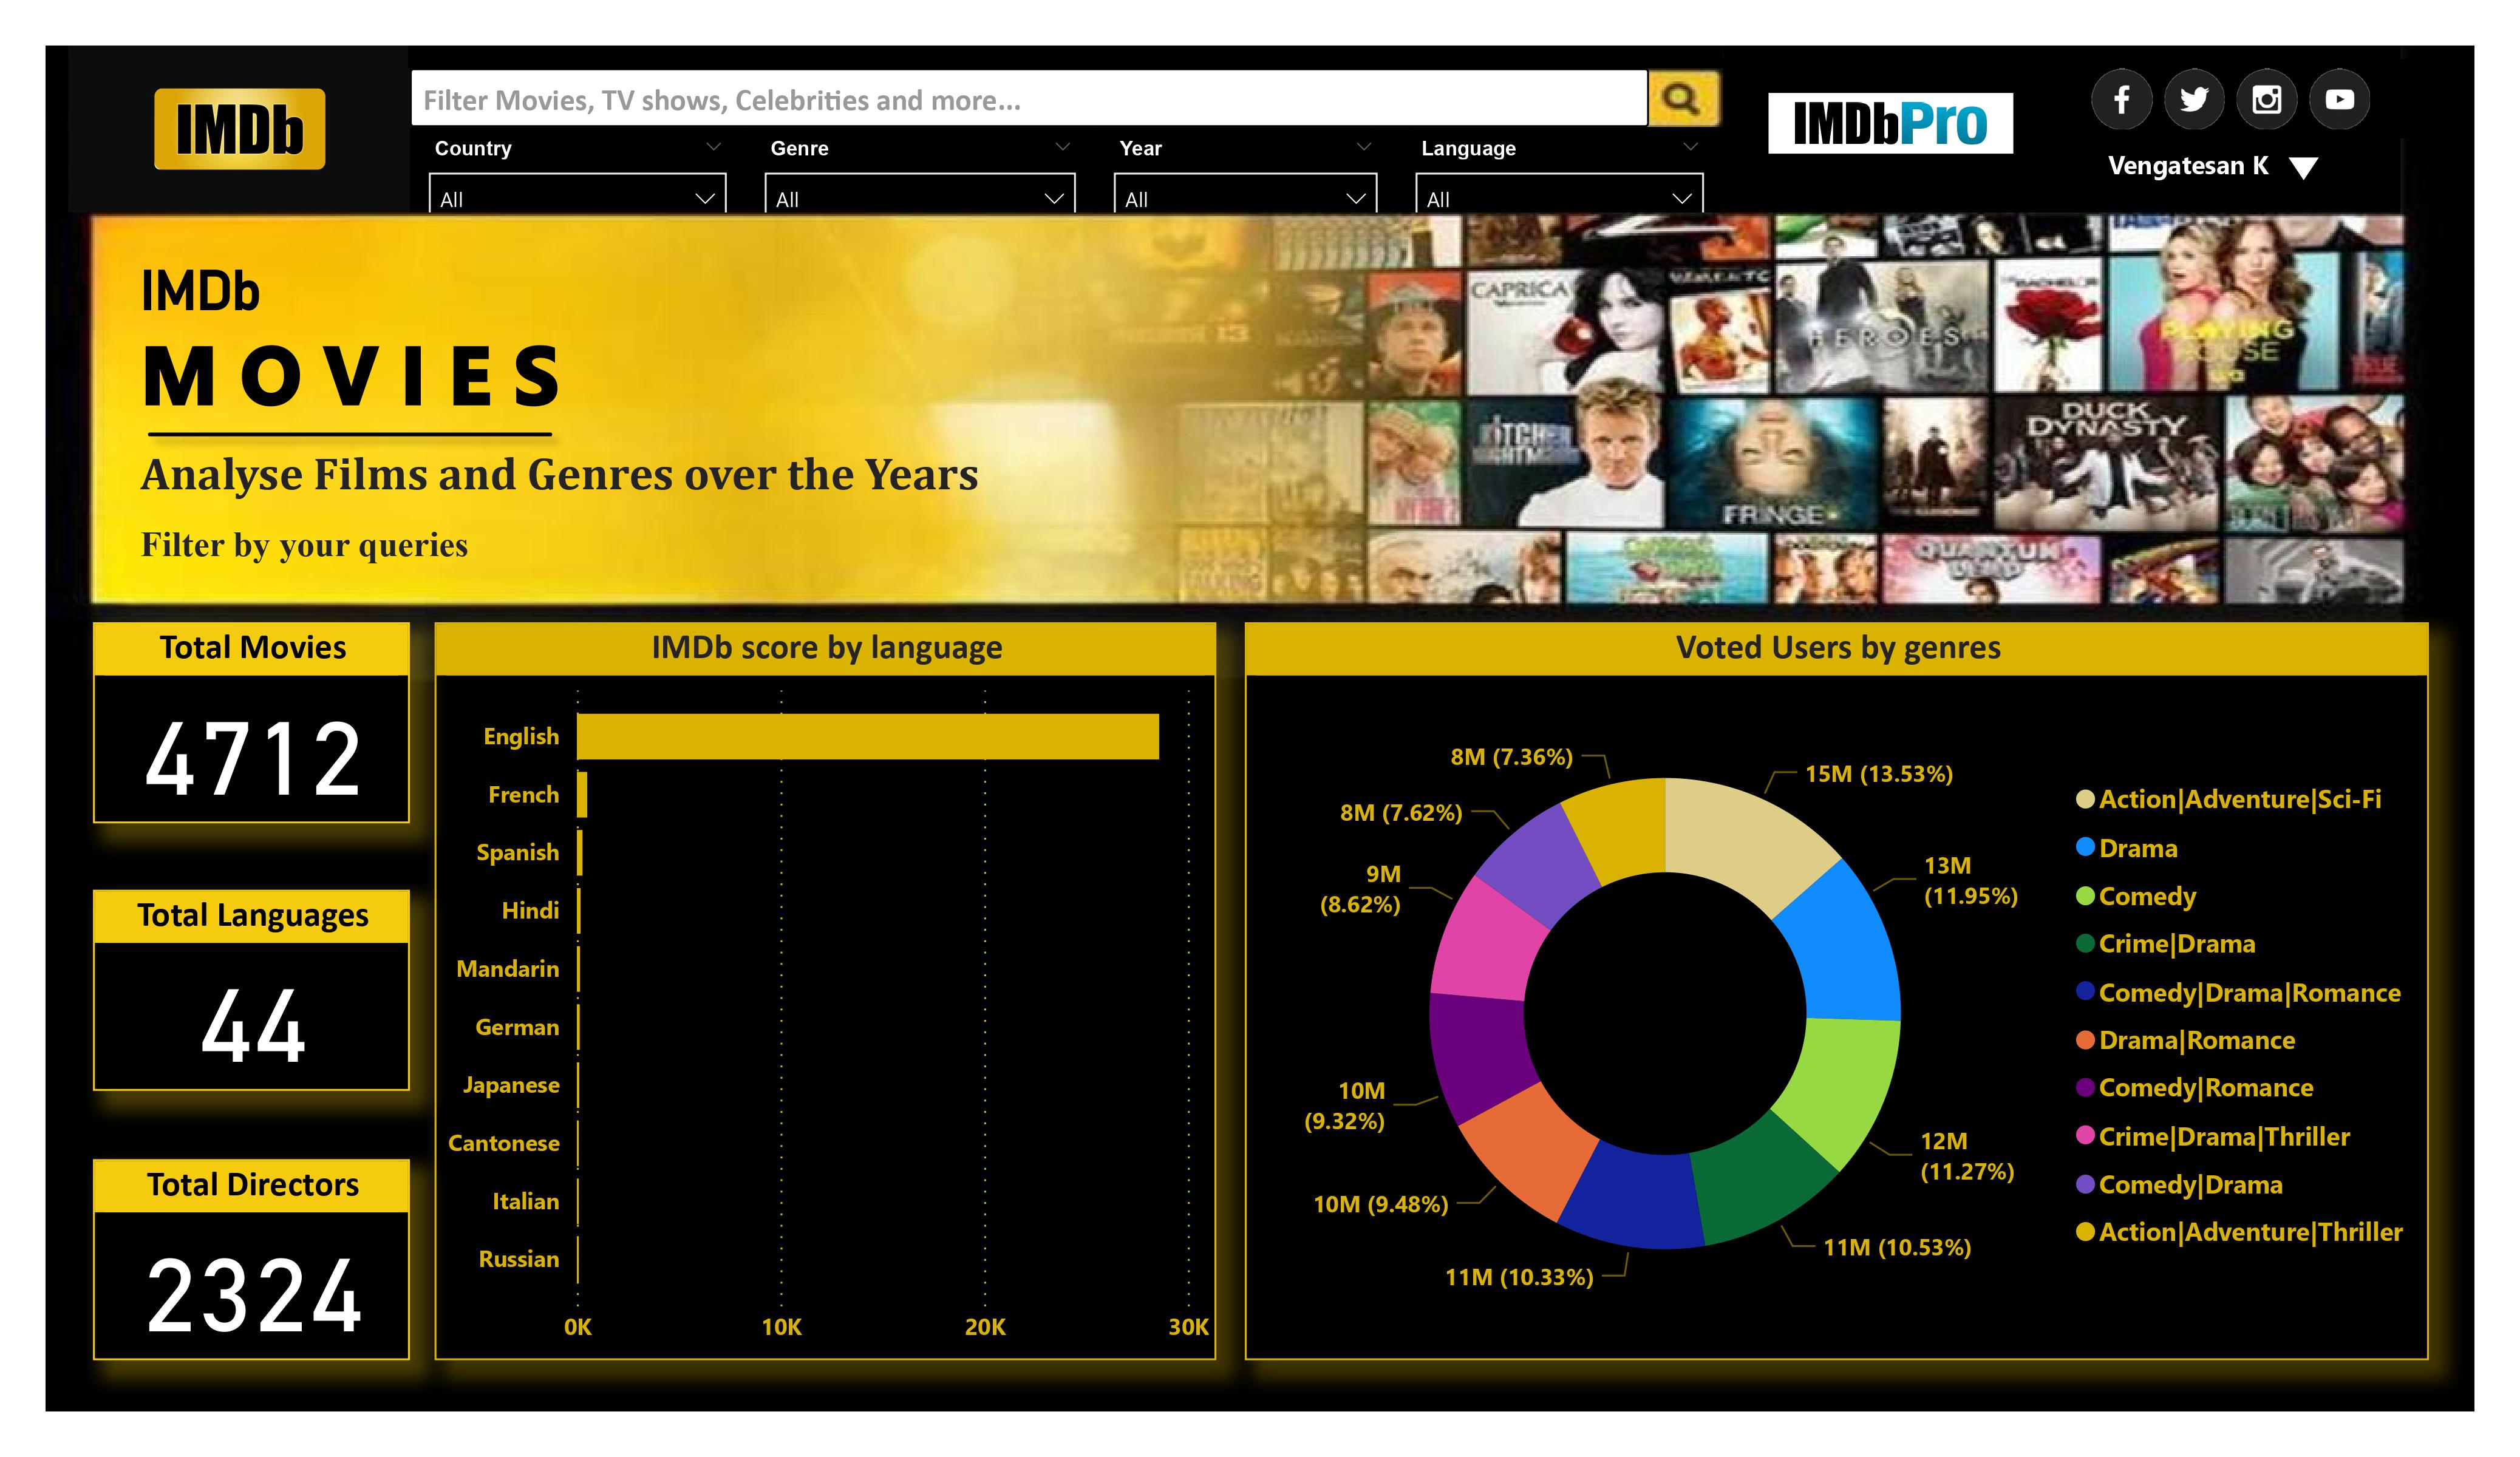 IMDb
Filter Movies, TV shows, Celebrities and more...
IMDbPro
Country
Genre
Year
Language
All
All
All
All
Vengatesan K
IMDb
MOVIES
Analyse Films and Genres over the Years
Filter by your queries
CAPRICA
HEROES
PLAYING
HOUSE
KITCHEN
FRINGE
DUCK
DYNASTY
QUANTUM
Total Movies
4712
Total Languages
44
Total Directors
2324
IMDb score by language
English
French
Spanish
Hindi
Mandarin
German
Japanese
Cantonese
Italian
Russian
0K
10K
20K
30K
Voted Users by genres
15M (13.53%)
13M
(11.95%)
12M
(11.27%)
11M (10.53%)
11M (10.33%)
10M (9.48%)
10M
(9.32%)
9M
(8.62%)
8M (7.62%)
8M (7.36%)
Action|Adventure|Sci-Fi
Drama
Comedy
Crime|Drama
Comedy|Drama|Romance
Drama|Romance
Comedy|Romance
Crime|Drama|Thriller
Comedy|Drama
Action|Adventure|Thriller